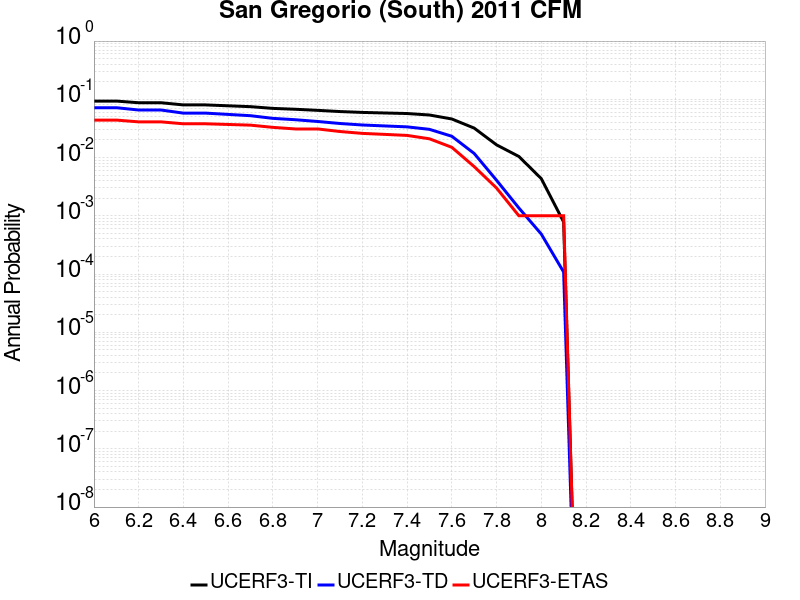 San Gregorio (South) 2011 CFM
10^0
10^-1
10^-2
10^-3
10^-4
10^-5
10^-6
10^-7
10^-8
Annual Probability
6 6.2 6.4 6.6 6.8 7 7.2 7.4 7.6 7.8 8 8.2 8.4 8.6 8.8 9
Magnitude
UCERF3-TI UCERF3-TD UCERF3-ETAS